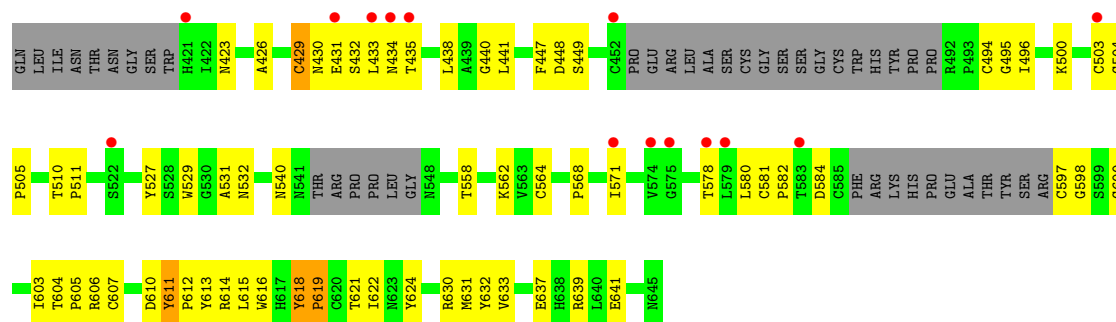 GLN LEU ILE ASN THR ASN GLY SER TRP H421 I422 N423 A426 C429 N430 E431 S432 L433 N434 T435 L438 A439 G440 L441 F447 D448 S449 C452 PRO GLU ARG LEU ALA SER CYS GLY SER SER GLY CYS TRP HIS TYR PRO PRO R492 P493 C494 G495 I496 K500 C503 G504
P505 T510 P511 S522 Y527 S528 W529 G530 A531 N532 N540 N541 THR ARG PRO PRO LEU GLY N548 T558 K562 V563 C564 P568 I571 V574 G575 T578 L579 L580 C581 P582 T583 D584 C585 PHE ARG LYS HIS PRO GLU ALA THR TYR SER ARG C597 G598 S599 G600
I603 T604 P605 R606 C607 D610 Y611 P612 Y613 R614 L615 W616 H617 Y618 P619 C620 T621 I622 N623 Y624 R630 M631 Y632 V633 E637 H638 R639 L640 E641 N645